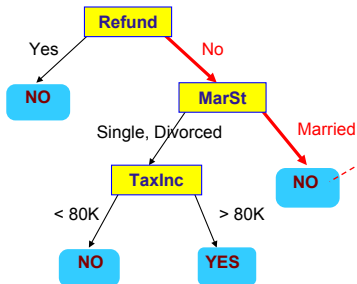 Refund
Yes
No
NO
MarSt
Single, Divorced
Married
TaxInc
NO
< 80K
> 80K
NO
YES